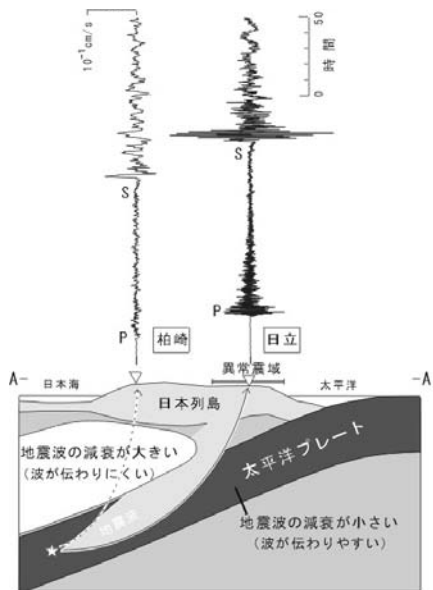 10⁻¹cm/s
50
時間
0
S
S
P
P
柏崎
日立
異常震域
A-
-A
日本海
太平洋
日本列島
地震波の減衰が大きい
(波が伝わりにくい)
太平洋プレート
地震波
地震波の減衰が小さい
(波が伝わりやすい)